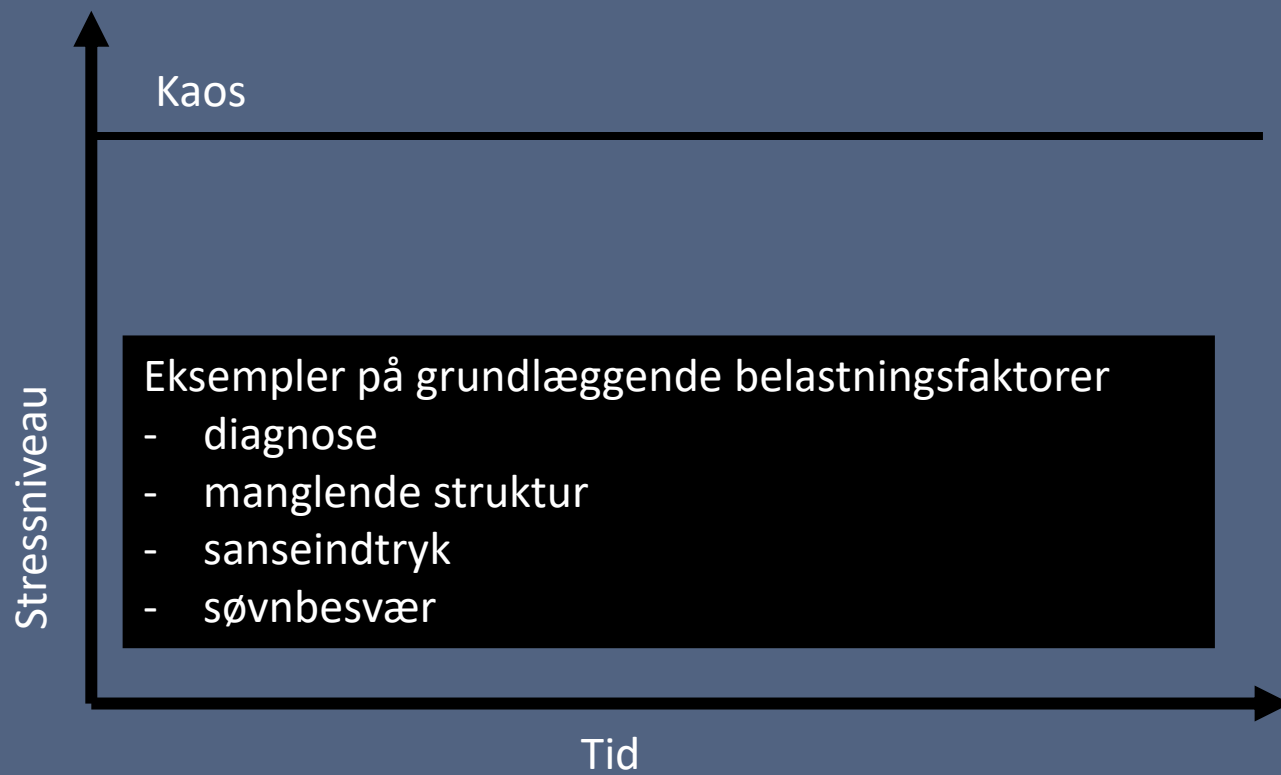 Kaos
Eksempler på grundlæggende belastningsfaktorer
- diagnose
- manglende struktur
- sanseindtryk
- søvnbesvær
Stressniveau
Tid